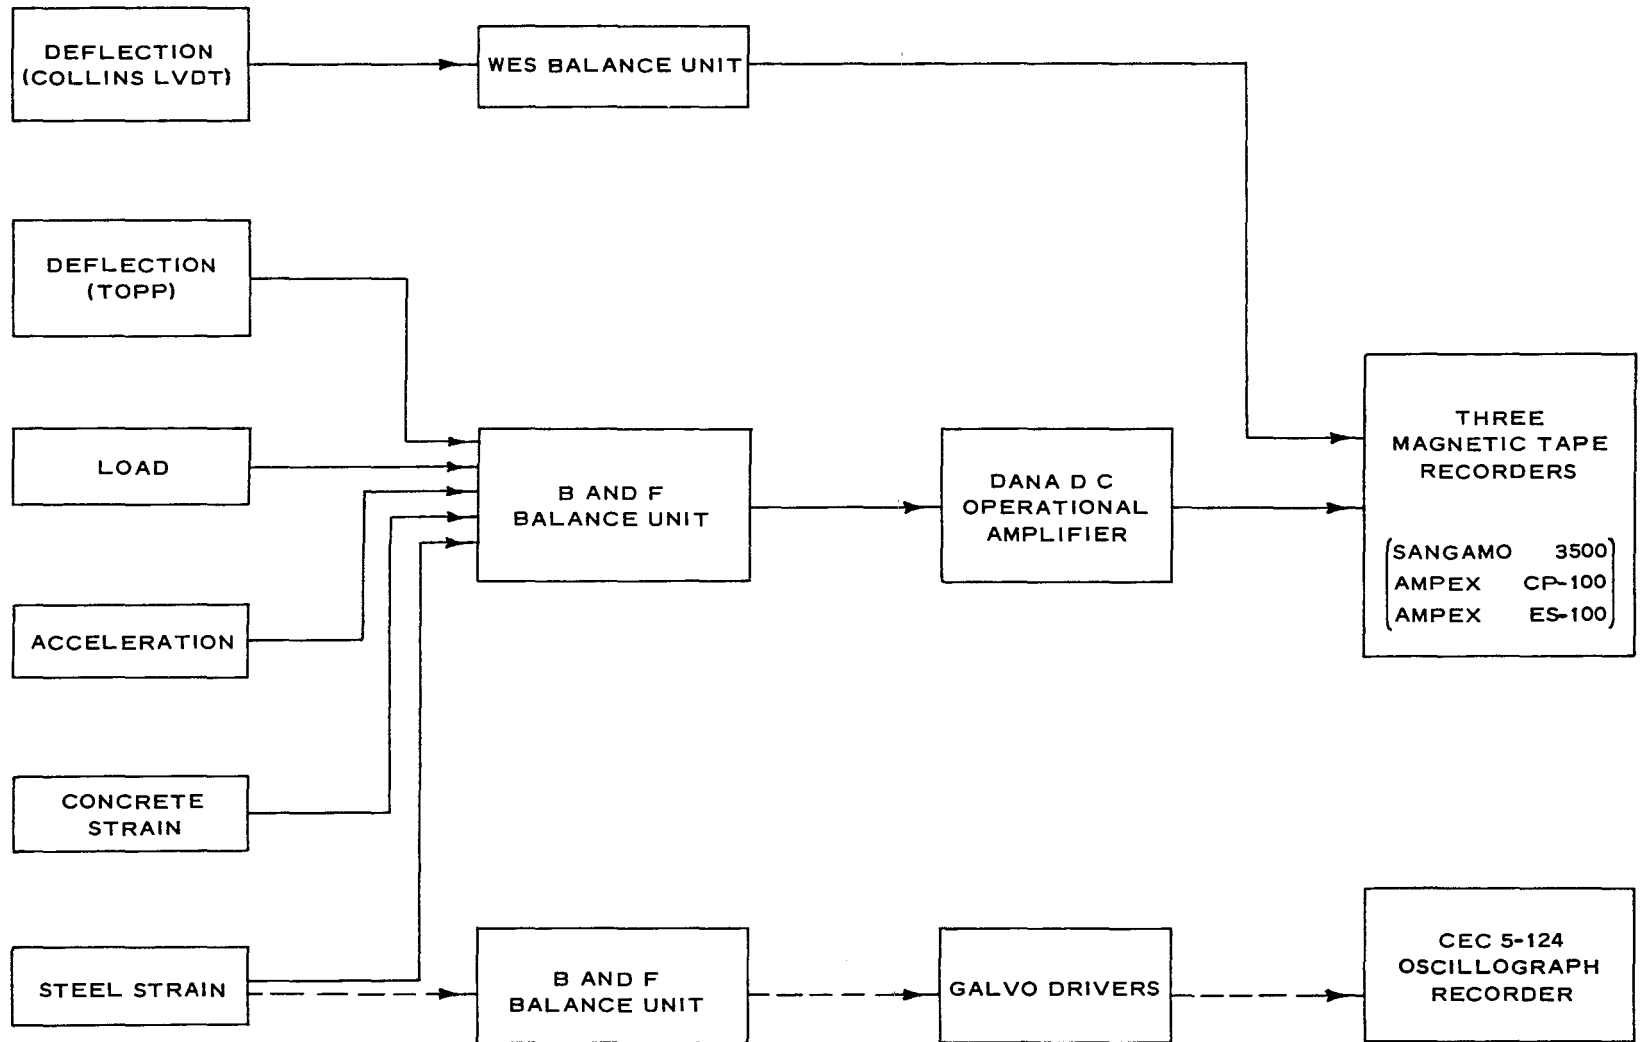 DEFLECTION
(COLLINS LVDT)
WES BALANCE UNIT
DEFLECTION
(TOPP)
LOAD
B AND F
BALANCE UNIT
DANA D C
OPERATIONAL
AMPLIFIER
THREE
MAGNETIC TAPE
RECORDERS
(SANGAMO 3500)
AMPEX CP-100
AMPEX ES-100
ACCELERATION
CONCRETE
STRAIN
STEEL STRAIN
B AND F
BALANCE UNIT
GALVO DRIVERS
CEC 5-124
OSCILLOGRAPH
RECORDER